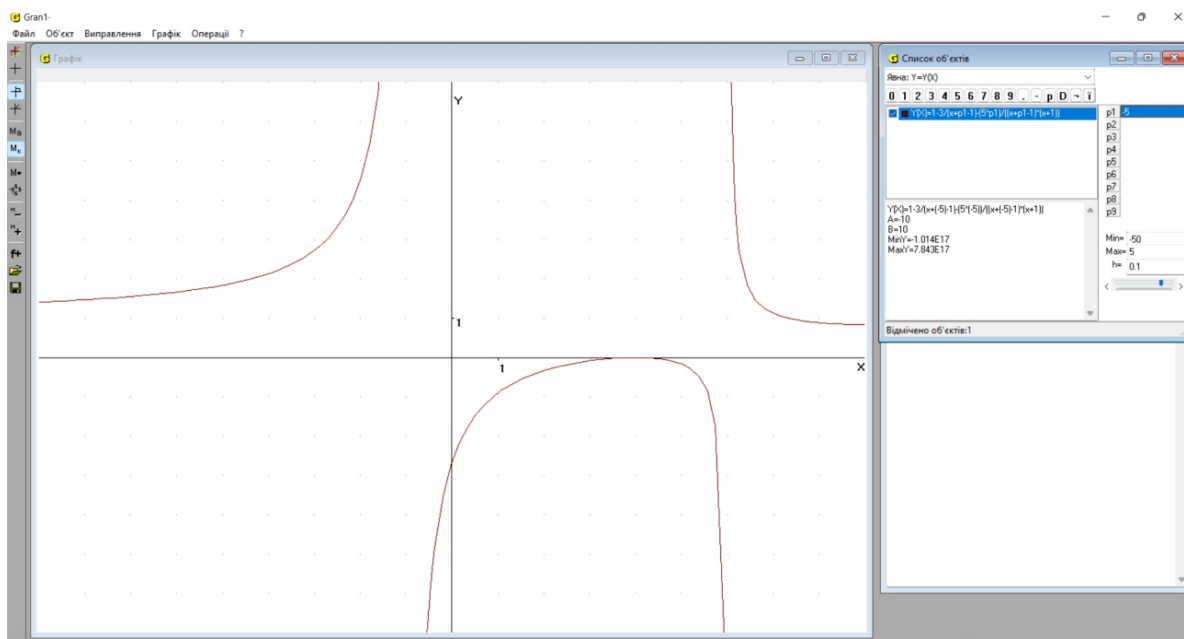 Gran1-
Файл Об'єкт Виправлення Графік Операції ?
Графік
Y
1
1
X
Список об'єктів
Явна: Y=Y(X)
0 1 2 3 4 5 6 7 8 9 . - p D ¬ ї
Y(X)=1-3/(x+p1-1)-(5*p1)/((x+p1-1)*(x+1))
p1 -5
p2
p3
p4
p5
p6
p7
p8
p9
Y(X)=1-3/(x+(-5)-1)-(5*(-5))/((x+(-5)-1)*(x+1))
A=-10
B=10
MinY=-1.014E17
MaxY=7.843E17
Min= -50
Max= 5
h= 0.1
Відмічено об'єктів:1